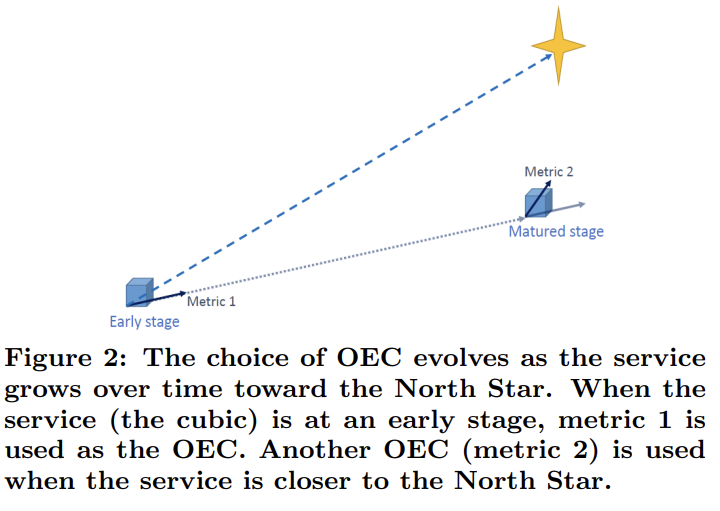 Metric 2
Matured stage
Metric 1
Early stage
Figure 2: The choice of OEC evolves as the service
grows over time toward the North Star. When the
service (the cubic) is at an early stage, metric 1 is
used as the OEC. Another OEC (metric 2) is used
when the service is closer to the North Star.